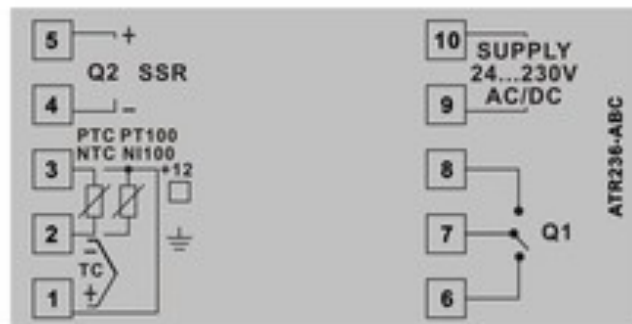 5 +
Q2 SSR
4 –
PTC PT100
NTC NI100
3 +12
2 –
TC
1 +
10 SUPPLY
24...230V
9 AC/DC
8
7 Q1
6
ATR236-ABC